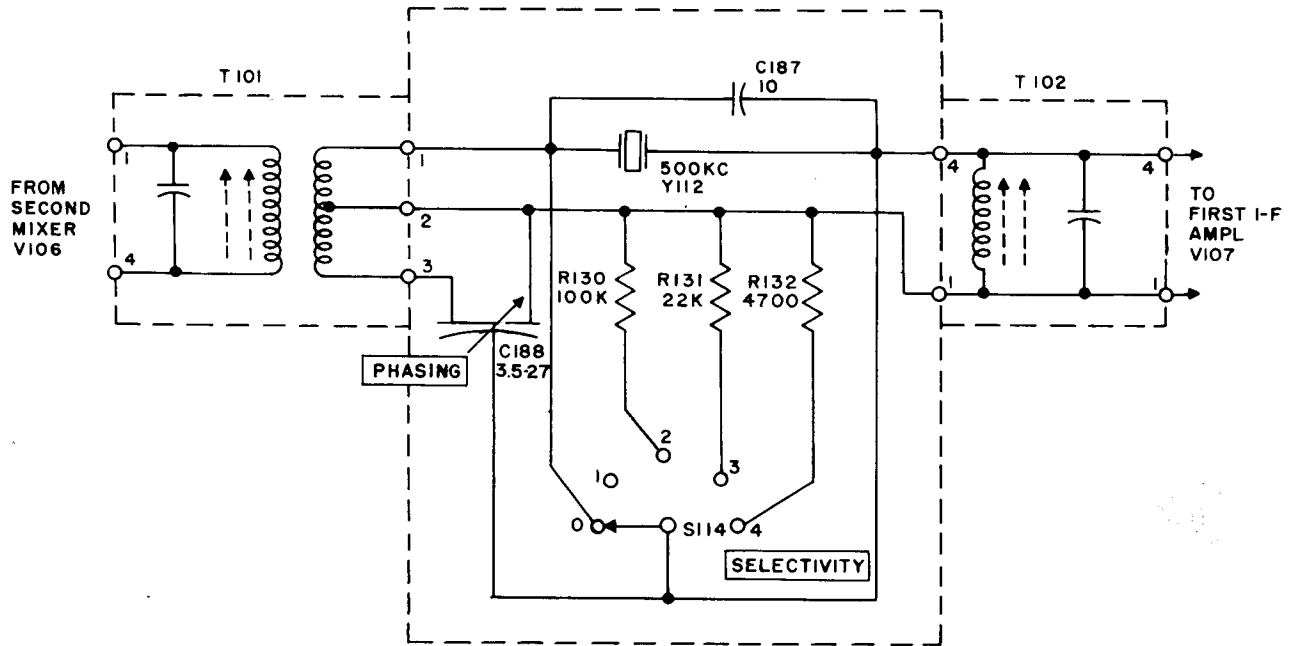 T101
C187
10
T102
1
1
500KC
Y112
4
4
FROM
SECOND
MIXER
V106
2
TO
FIRST I-F
AMPL
V107
4
3
R130
100K
R131
22K
R132
4700
1
1
PHASING
C188
3.5-27
2
1
3
0
S114
4
SELECTIVITY